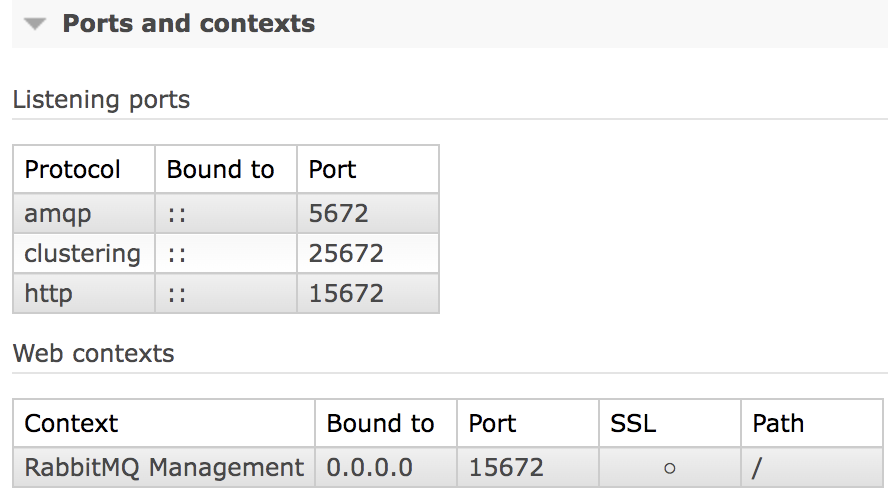 Ports and contexts
Listening ports
Protocol Bound to Port
amqp :: 5672
clustering :: 25672
http :: 15672
Web contexts
Context Bound to Port SSL Path
RabbitMQ Management 0.0.0.0 15672 ○ /